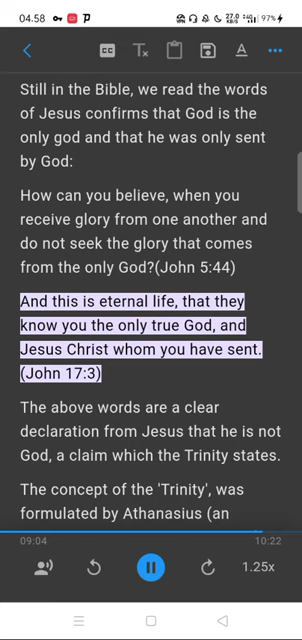 04.58
27.0
KB/S
97%
CC
A
Still in the Bible, we read the words
of Jesus confirms that God is the
only god and that he was only sent
by God:
How can you believe, when you
receive glory from one another and
do not seek the glory that comes
from the only God?(John 5:44)
And this is eternal life, that they
know you the only true God, and
Jesus Christ whom you have sent.
(John 17:3)
The above words are a clear
declaration from Jesus that he is not
God, a claim which the Trinity states.
The concept of the 'Trinity', was
formulated by Athanasius (an
09:04
10:22
1.25x